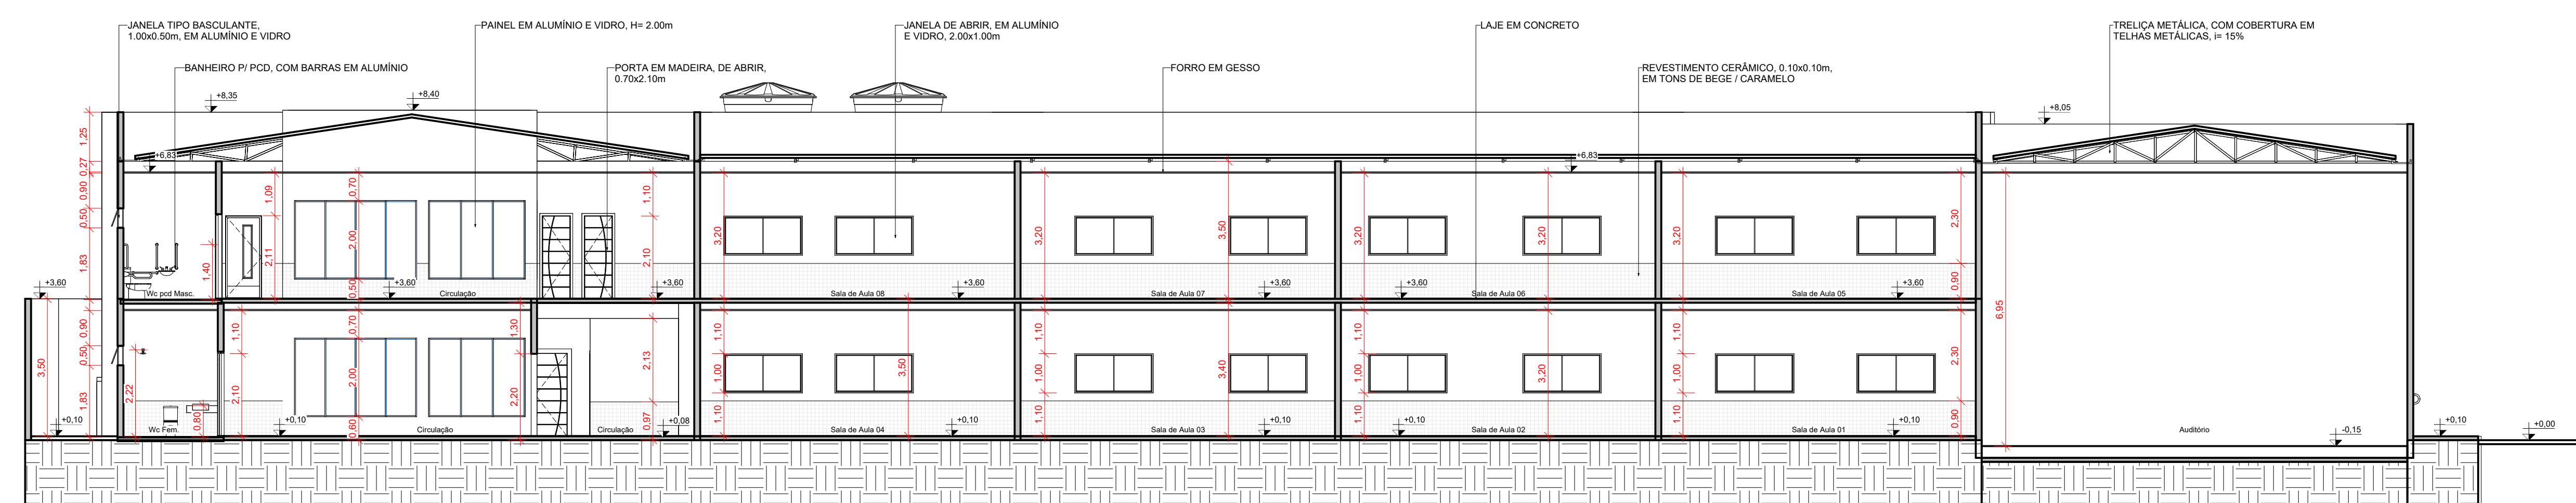 JANELA TIPO BASCULANTE,
1.00x0.50m, EM ALUMÍNIO E VIDRO
PAINEL EM ALUMÍNIO E VIDRO, H= 2.00m
JANELA DE ABRIR, EM ALUMÍNIO
E VIDRO, 2.00x1.00m
LAJE EM CONCRETO
TRELIÇA METÁLICA, COM COBERTURA EM
TELHAS METÁLICAS, i= 15%
BANHEIRO P/ PCD, COM BARRAS EM ALUMÍNIO
PORTA EM MADEIRA, DE ABRIR,
0.70x2.10m
FORRO EM GESSO
REVESTIMENTO CERÂMICO, 0.10x0.10m,
EM TONS DE BEGE / CARAMELO
+8,35
+8,40
+8,05
1,25
0,27
0,90
0,50
1,83
+6,83
+6,83
1,40
1,09
2,11
0,70
2,00
0,50
1,10
2,10
3,20
3,20
3,50
3,20
3,20
3,20
2,30
0,90
6,95
+3,60
Wc pcd Masc.
+3,60
Circulação
+3,60
Sala de Aula 08
+3,60
Sala de Aula 07
+3,60
+3,60
Sala de Aula 06
Sala de Aula 05
+3,60
3,50
0,90
0,50
1,83
2,22
0,80
1,10
2,10
0,70
2,00
0,60
1,30
2,20
2,13
0,97
1,10
1,00
1,10
3,50
1,10
1,00
1,10
3,40
1,10
1,00
1,10
3,20
1,10
1,00
1,10
2,30
0,90
+0,10
Wc Fem.
+0,10
Circulação
Circulação
+0,08
Sala de Aula 04
+0,10
Sala de Aula 03
+0,10
+0,10
Sala de Aula 02
Sala de Aula 01
+0,10
Auditório
-0,15
+0,10
+0,00